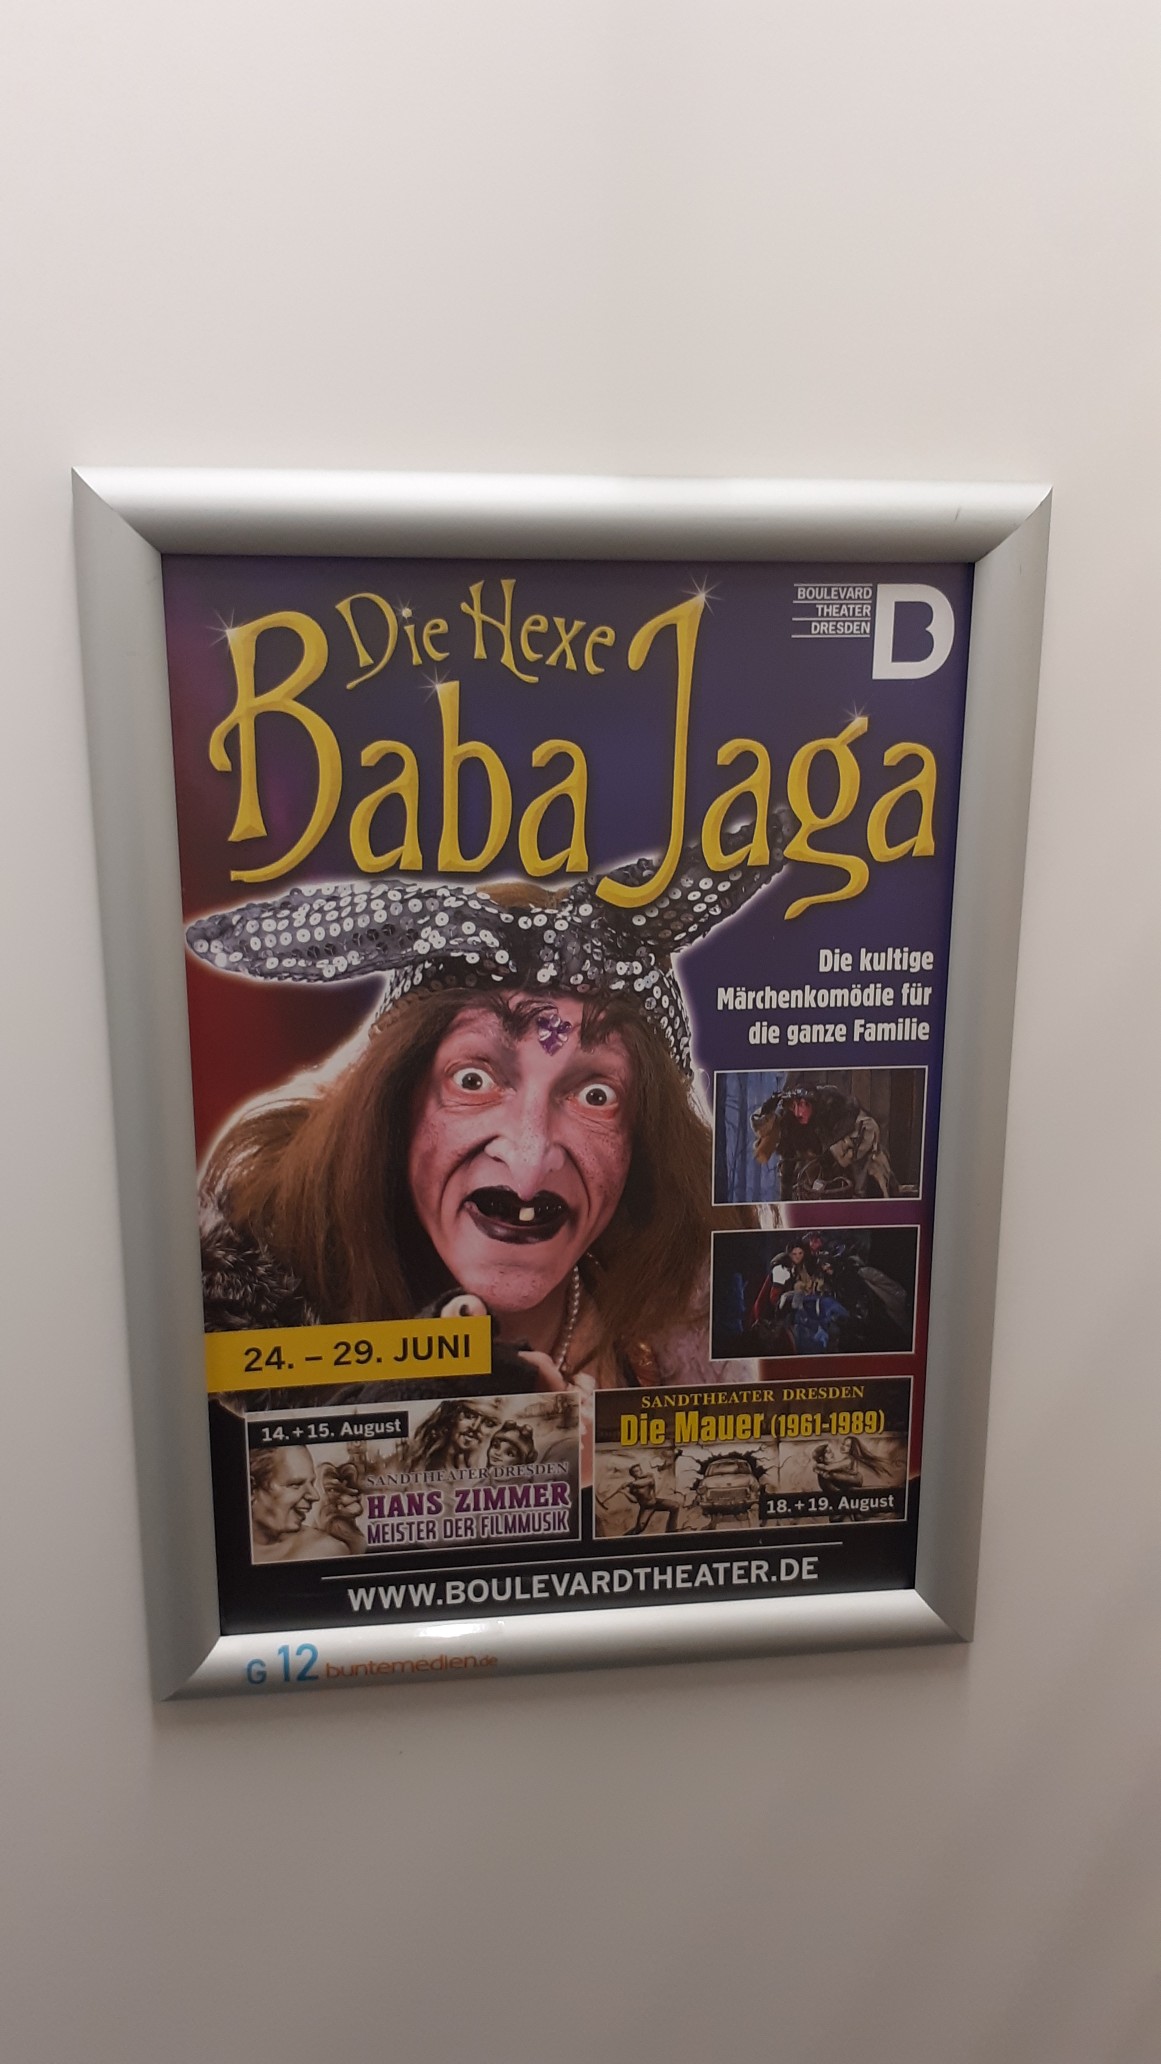 Die Hexe
Baba Jaga
BOULEVARD
THEATER
DRESDEN
Die kultige
Märchenkomödie für
die ganze Familie
24. – 29. JUNI
14.+15. August
SANDTHEATER DRESDEN
HANS ZIMMER
MEISTER DER FILMMUSIK
SANDTHEATER DRESDEN
Die Mauer (1961-1989)
18.+19. August
WWW.BOULEVARDTHEATER.DE
G 12 buntemedien.de